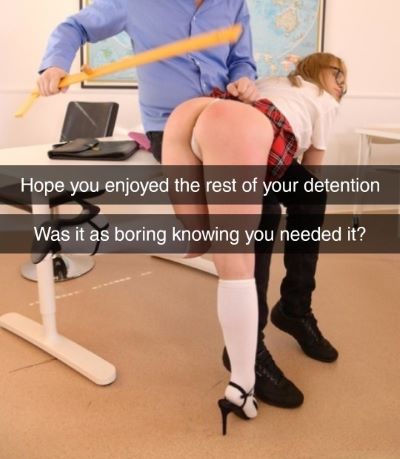 Hope you enjoyed the rest of your detention
Was it as boring knowing you needed it?